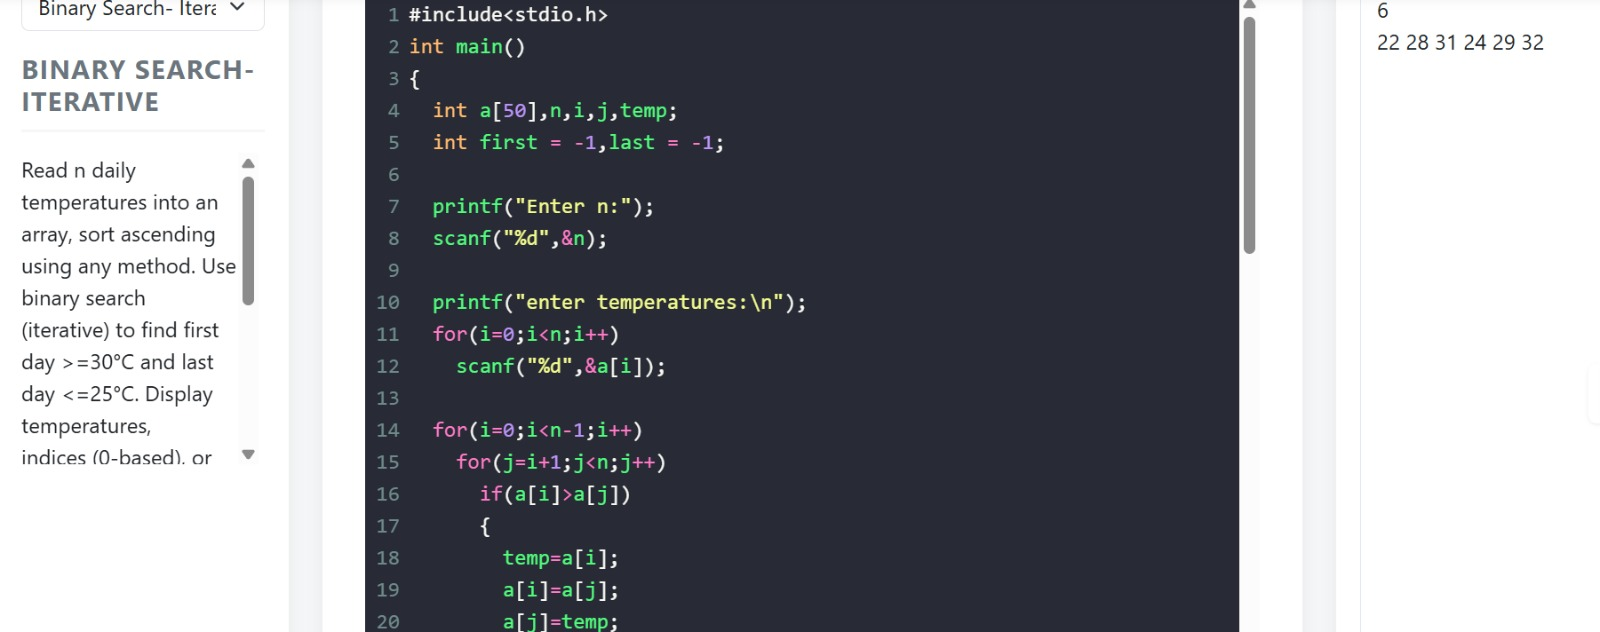 Binary Search- Itera
BINARY SEARCH-
ITERATIVE
Read n daily
temperatures into an
array, sort ascending
using any method. Use
binary search
(iterative) to find first
day >=30°C and last
day <=25°C. Display
temperatures,
indices (0-based), or
1 #include<stdio.h>
2 int main()
3 {
4   int a[50],n,i,j,temp;
5   int first = -1,last = -1;
6
7   printf("Enter n:");
8   scanf("%d",&n);
9
10   printf("enter temperatures:\n");
11   for(i=0;i<n;i++)
12     scanf("%d",&a[i]);
13
14   for(i=0;i<n-1;i++)
15     for(j=i+1;j<n;j++)
16       if(a[i]>a[j])
17       {
18         temp=a[i];
19         a[i]=a[j];
20         a[j]=temp;
6
22 28 31 24 29 32